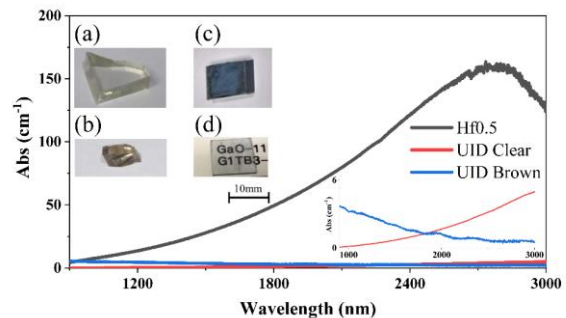 200
150
100
50
0
Abs (cm⁻¹)
(a)
(c)
(b)
(d)
GaO-11
G1TB3-
10mm
Hf0.5
UID Clear
UID Brown
6
Abs (cm⁻¹)
0
1000
2000
3000
1200
1800
2400
3000
Wavelength (nm)